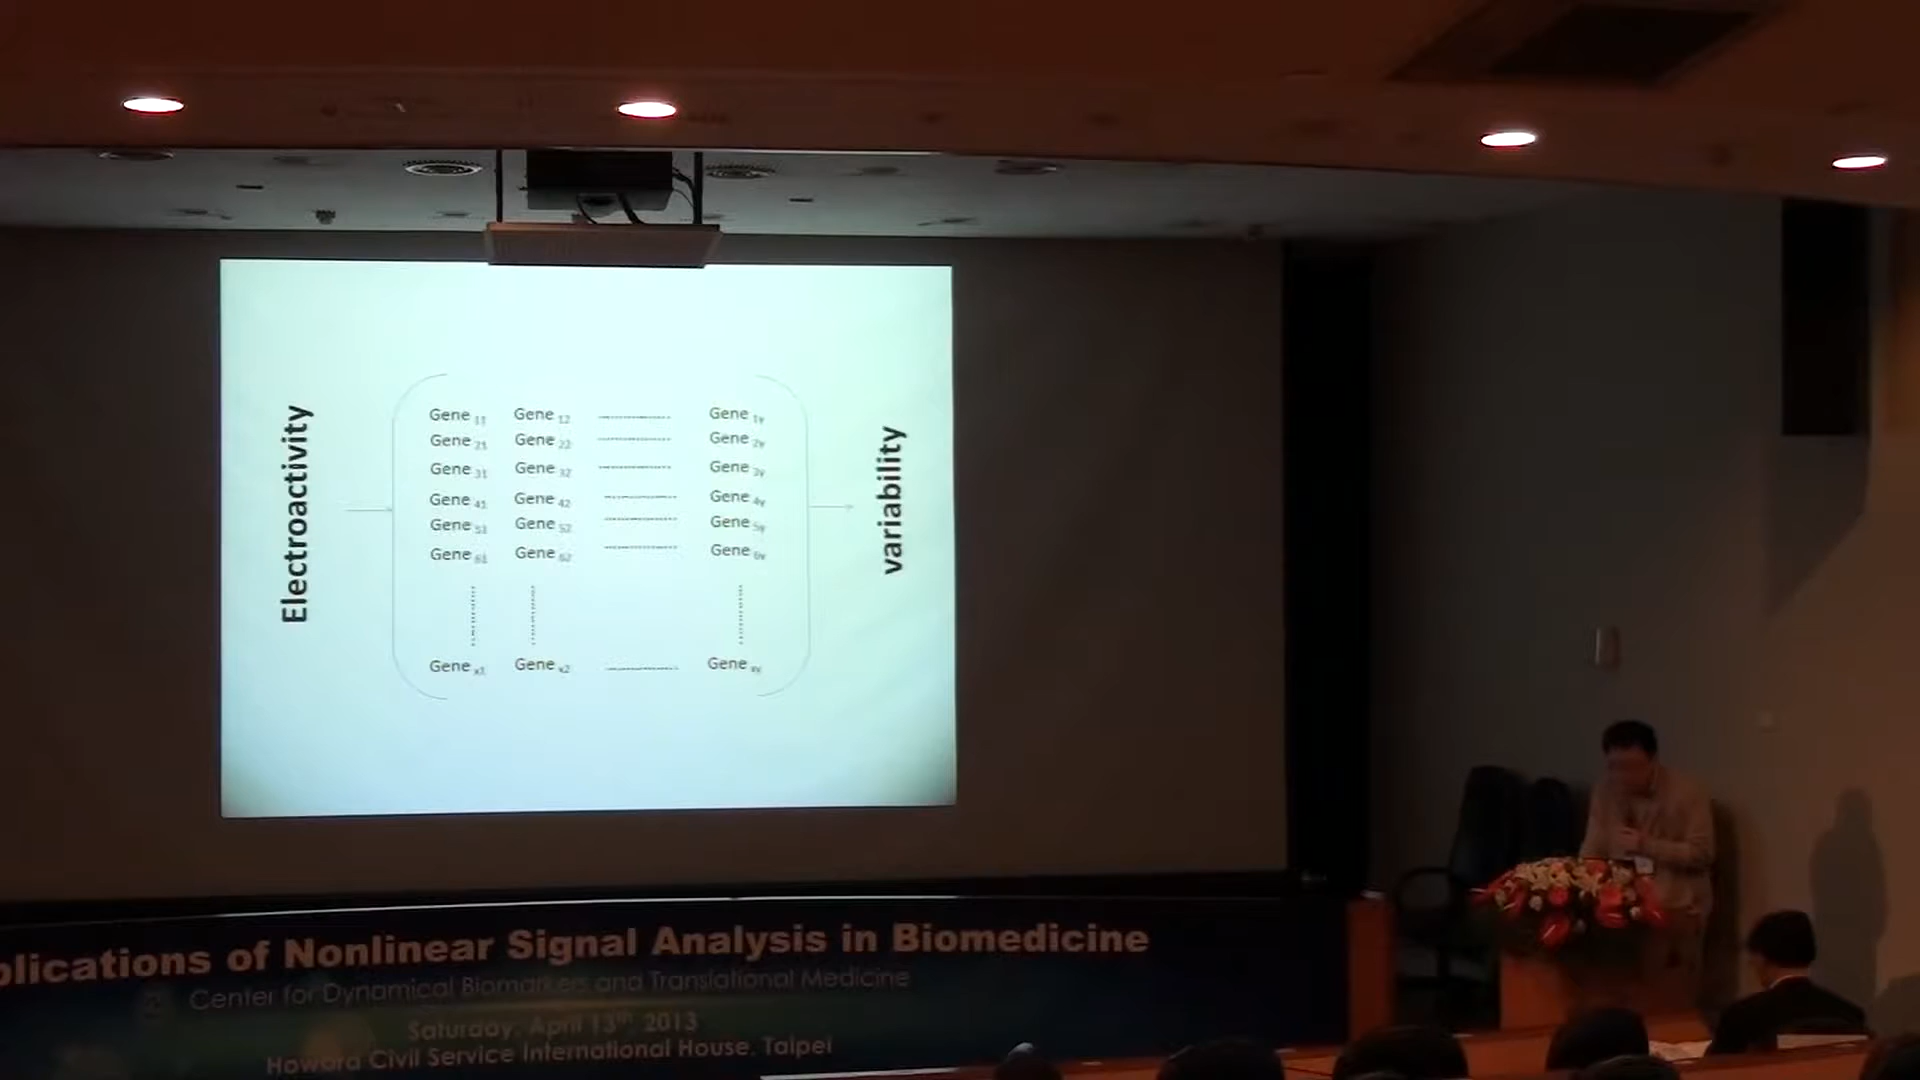 Electroactivity
Gene 11 Gene 12 Gene 1y
Gene 21 Gene 22 Gene 2y
Gene 31 Gene 32 Gene 3y
Gene 41 Gene 42 Gene 4y
Gene 51 Gene 52 Gene 5y
Gene 61 Gene 62 Gene 6y
Gene x1 Gene x2 Gene xy
variability
plications of Nonlinear Signal Analysis in Biomedicine
Center for Dynamical Biomarkers and Translational Medicine
Saturday, April 13th, 2013
Howard Civil Service International House, Taipei